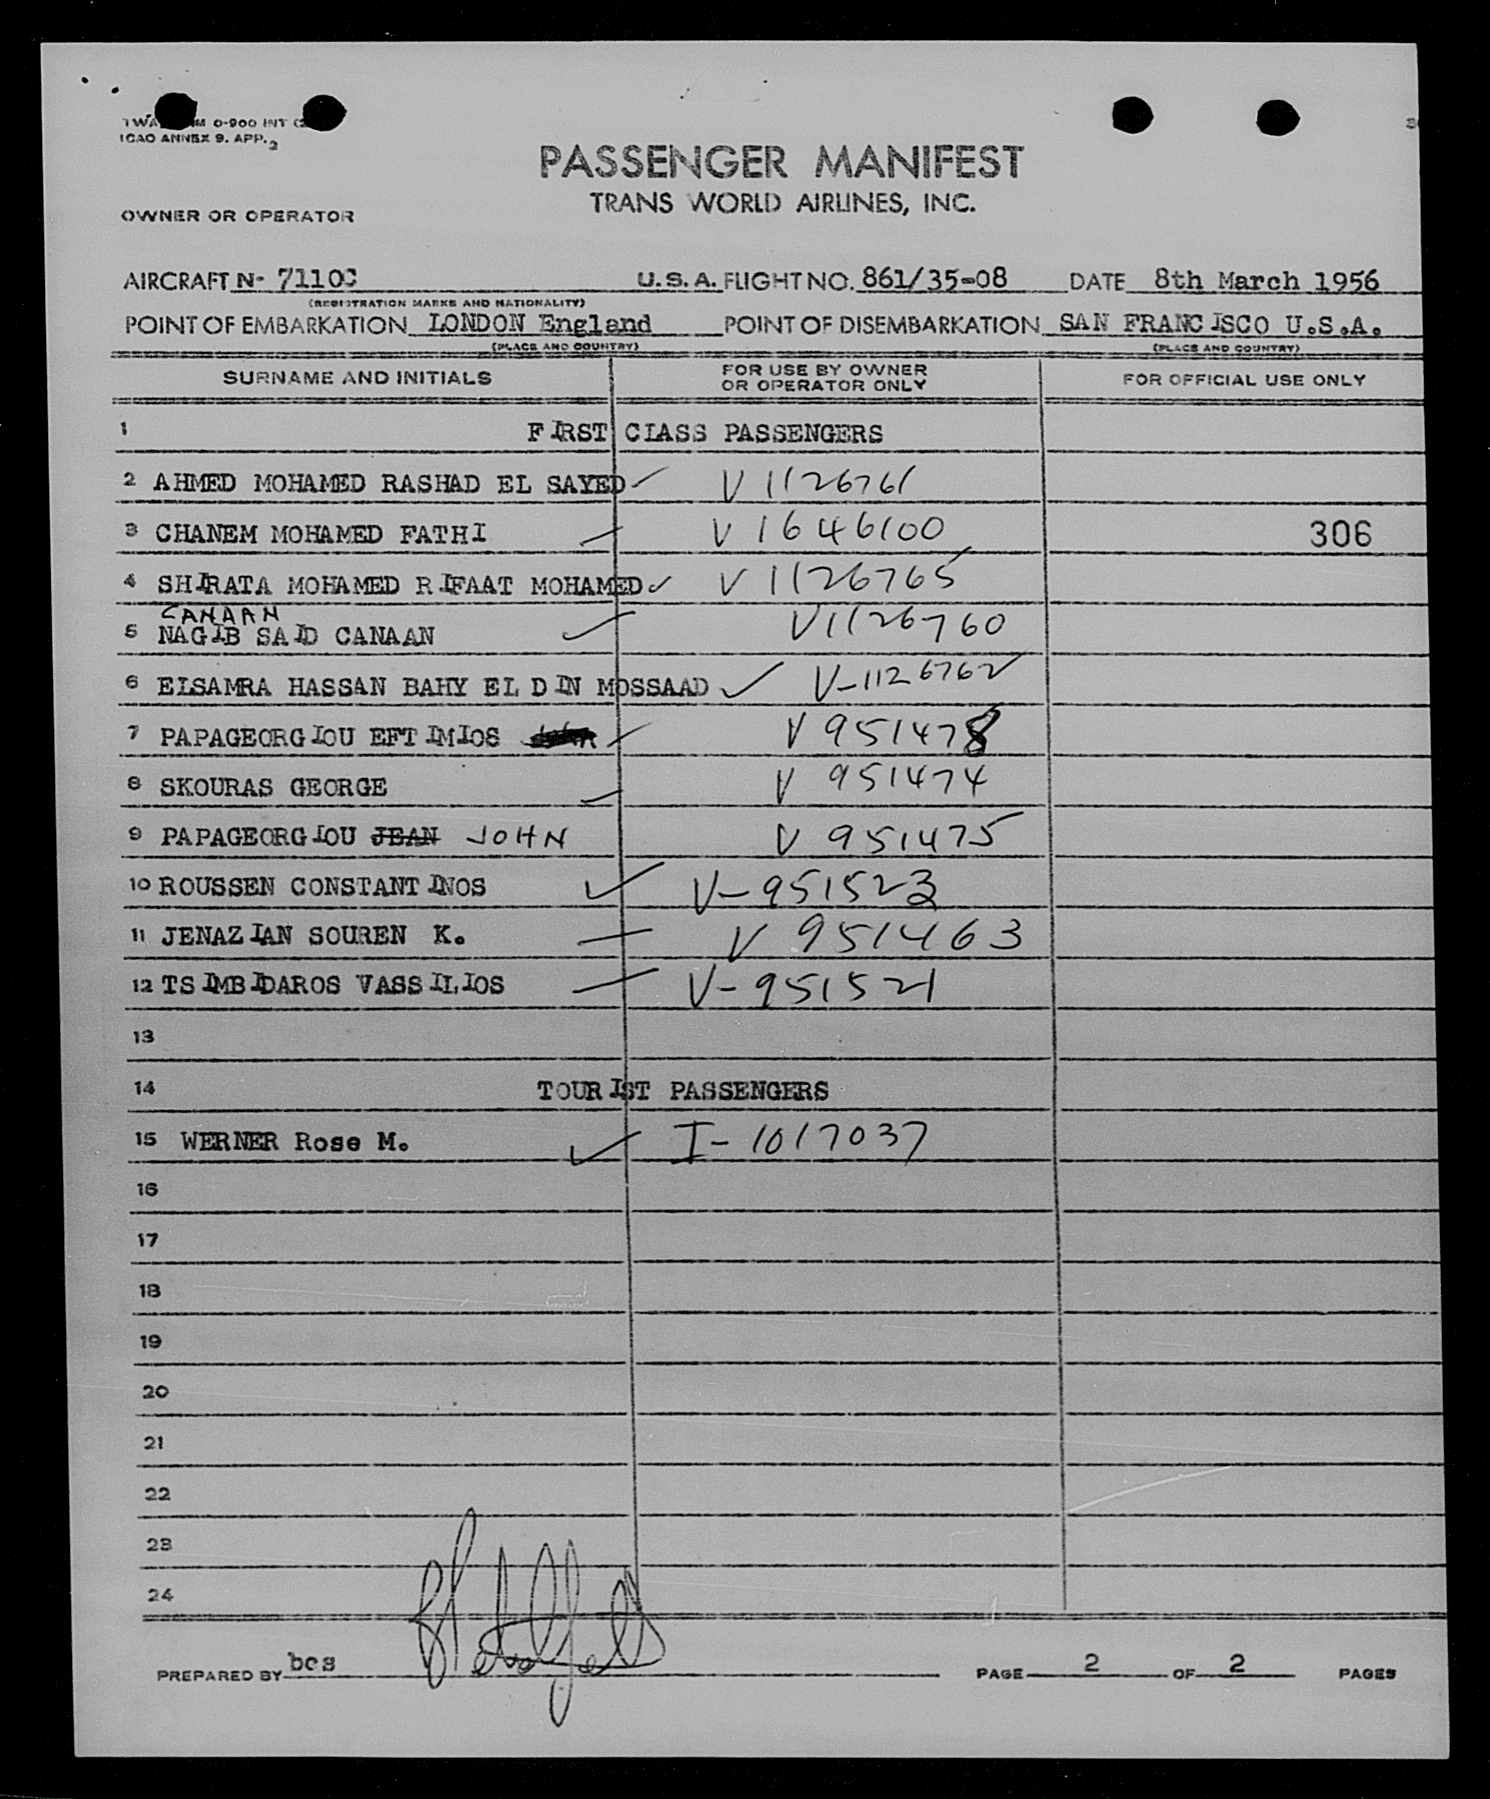 0-900 INT
ICAO ANNEX 9. APP. 2
PASSENGER MANIFEST
TRANS WORLD AIRLINES, INC.
OWNER OR OPERATOR
AIRCRAFT N- 7110C U.S.A. FLIGHT NO. 861/35-08 DATE 8th March 1956
(REGISTRATION MARKS AND NATIONALITY)
POINT OF EMBARKATION LONDON England POINT OF DISEMBARKATION SAN FRANCISCO U.S.A.
(PLACE AND COUNTRY) (PLACE AND COUNTRY)
SURNAME AND INITIALS FOR USE BY OWNER OR OPERATOR ONLY FOR OFFICIAL USE ONLY
1 FIRST CLASS PASSENGERS
2 AHMED MOHAMED RASHAD EL SAYED V 1126761
3 CHANEM MOHAMED FATHI V 1646100 306
4 SHIRATA MOHAMED RIFAAT MOHAMED V 1126765
CANAAN
5 NAGIB SAID CANAAN V1126760
6 ELSAMRA HASSAN BAHY EL DIN MOSSAAD V-1126762
7 PAPAGEORGIOU EFTIMIOS V 951478
8 SKOURAS GEORGE V 951474
9 PAPAGEORGIOU JEAN JOHN V 951475
10 ROUSSEN CONSTANTINOS V-951523
11 JENAZIAN SOUREN K. V 951463
12 TSIMBIDAROS VASSILIOS V-951521
13
14 TOURIST PASSENGERS
15 WERNER Rose M. I-1017037
16
17
18
19
20
21
22
23
24
PREPARED BY bcs PAGE 2 OF 2 PAGES